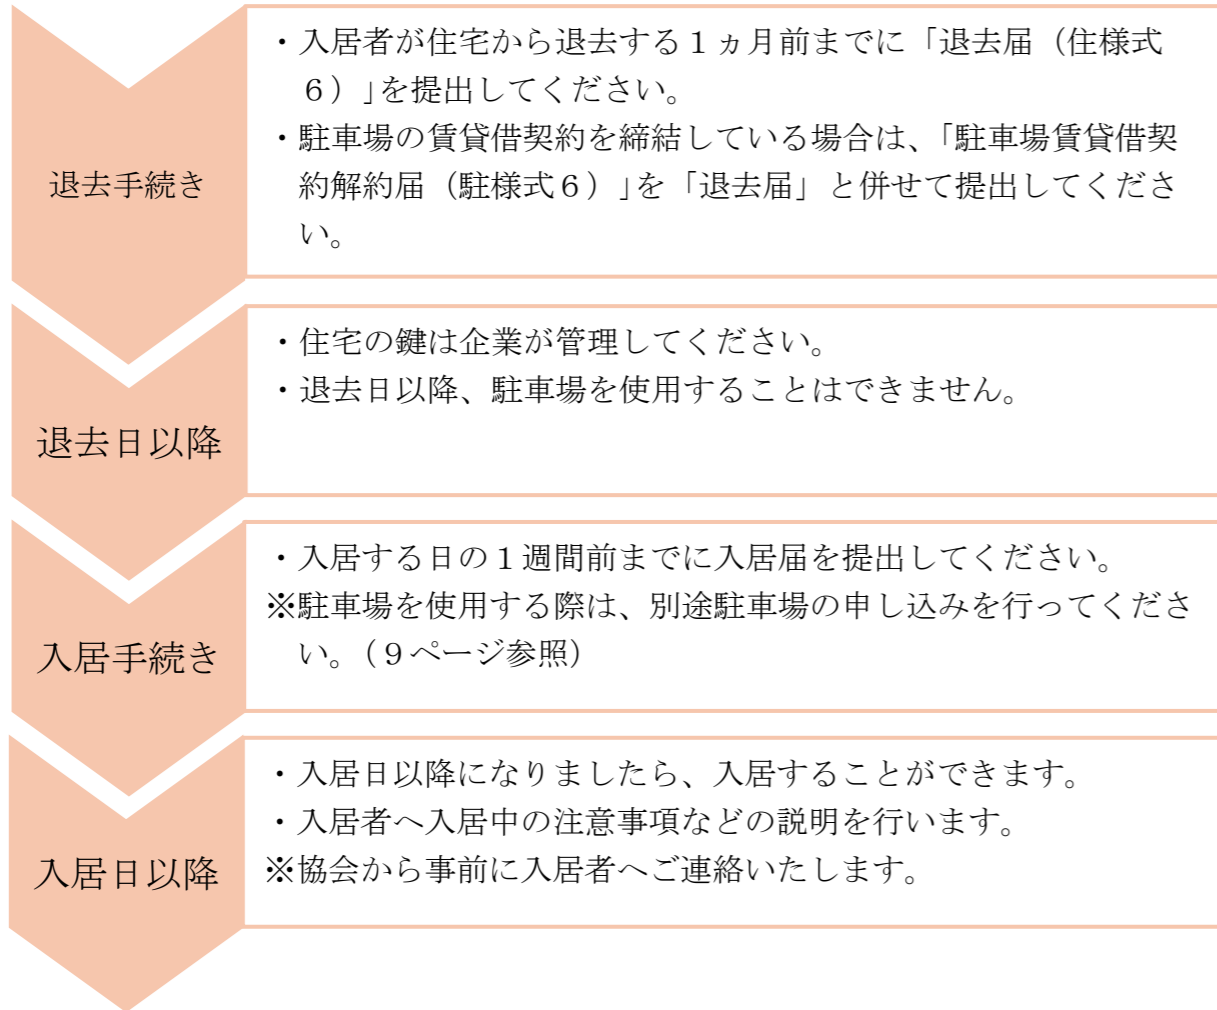 退去手続き
・入居者が住宅から退去する１ヵ月前までに「退去届（住様式
６）」を提出してください。
・駐車場の賃貸借契約を締結している場合は、「駐車場賃貸借契
約解約届（駐様式６）」を「退去届」と併せて提出してくださ
い。
退去日以降
・住宅の鍵は企業が管理してください。
・退去日以降、駐車場を使用することはできません。
入居手続き
・入居する日の１週間前までに入居届を提出してください。
※駐車場を使用する際は、別途駐車場の申し込みを行ってくださ
い。（９ページ参照）
入居日以降
・入居日以降になりましたら、入居することができます。
・入居者へ入居中の注意事項などの説明を行います。
※協会から事前に入居者へご連絡いたします。